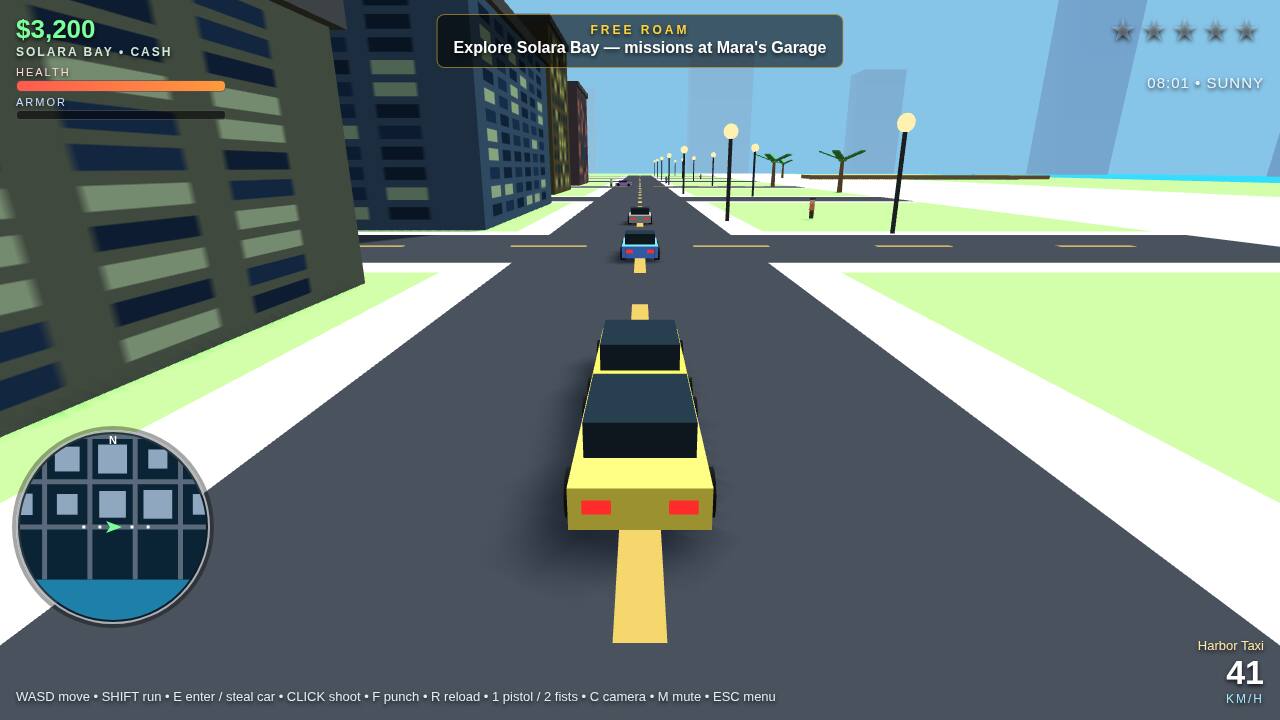 $3,200
SOLARA BAY • CASH
HEALTH
ARMOR
FREE ROAM
Explore Solara Bay — missions at Mara's Garage
★ ★ ★ ★ ★
08:01 • SUNNY
N
Harbor Taxi
41
KM/H
WASD move • SHIFT run • E enter / steal car • CLICK shoot • F punch • R reload • 1 pistol / 2 fists • C camera • M mute • ESC menu